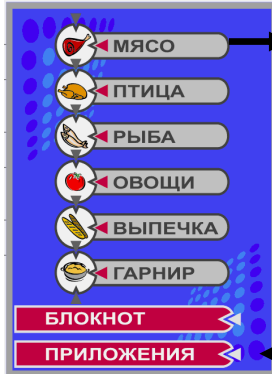 МЯСО
ПТИЦА
РЫБА
ОВОЩИ
ВЫПЕЧКА
ГАРНИР
БЛОКНОТ
ПРИЛОЖЕНИЯ